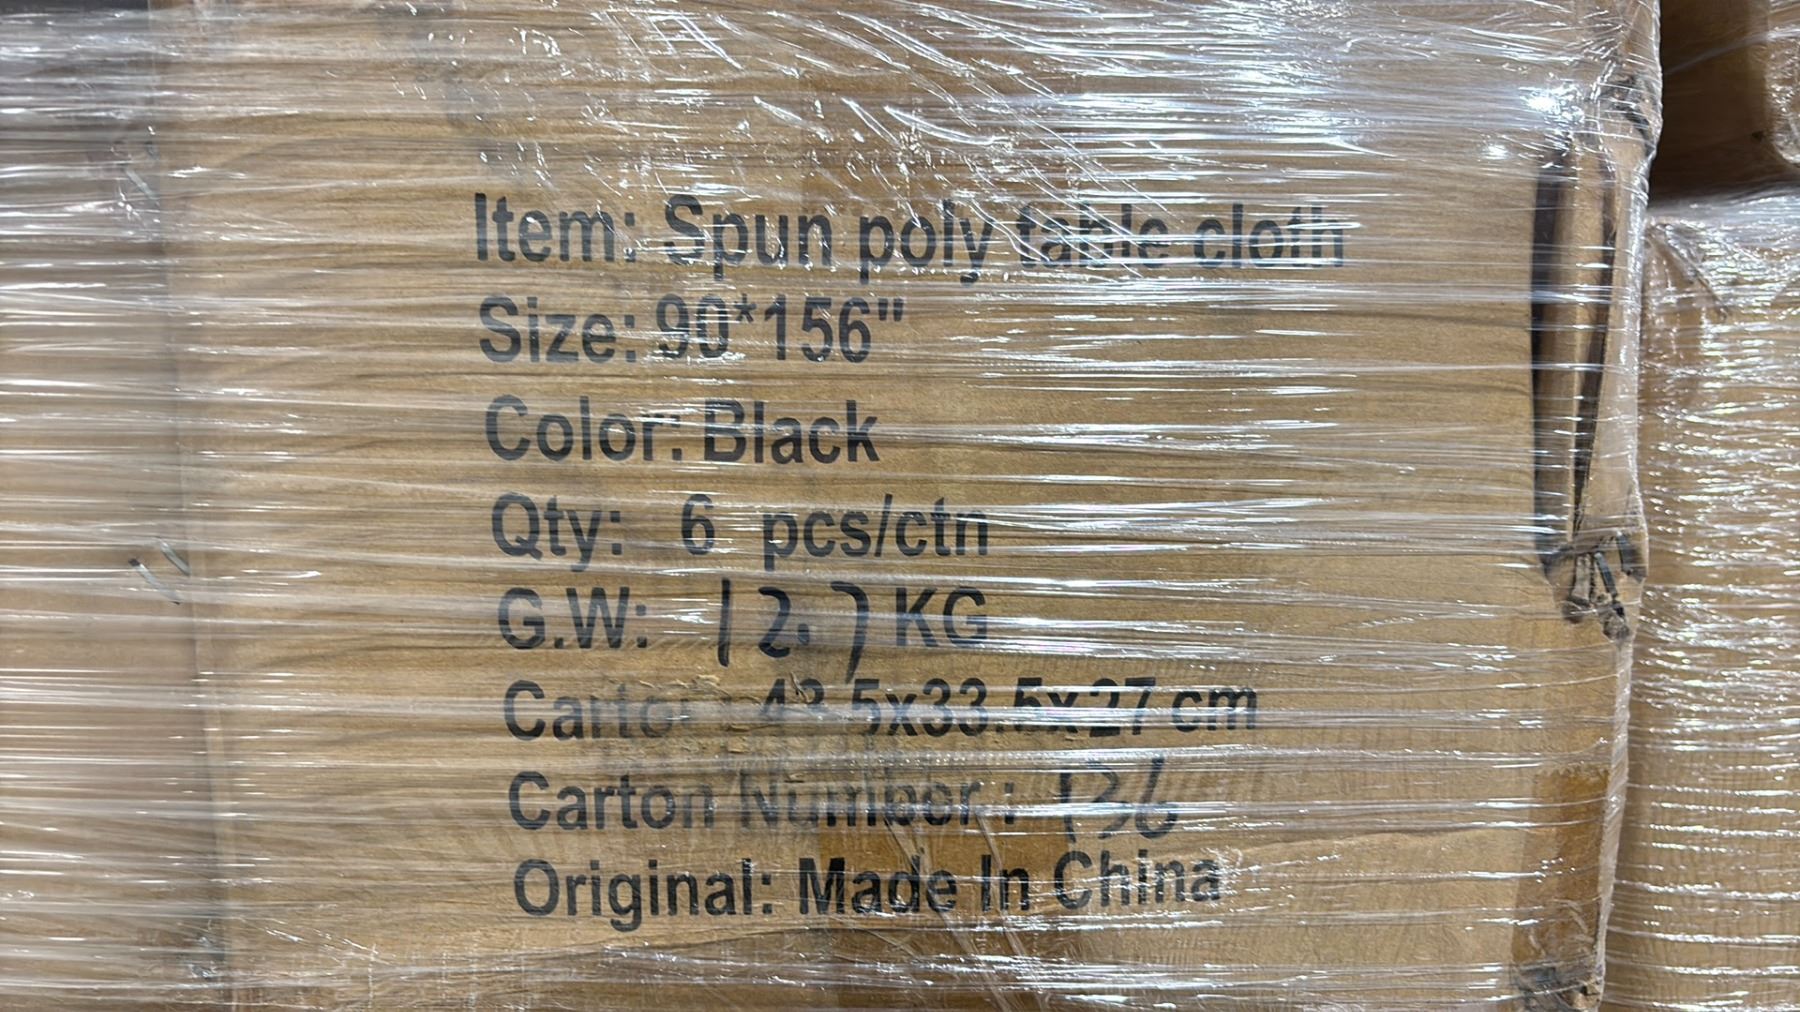 Item: Spun poly table cloth
Size: 90*156"
Color: Black
Qty: 6 pcs/ctn
G.W: 12.7 KG
Carton: 43.5x33.5x27 cm
Carton Number: 136
Original: Made In China